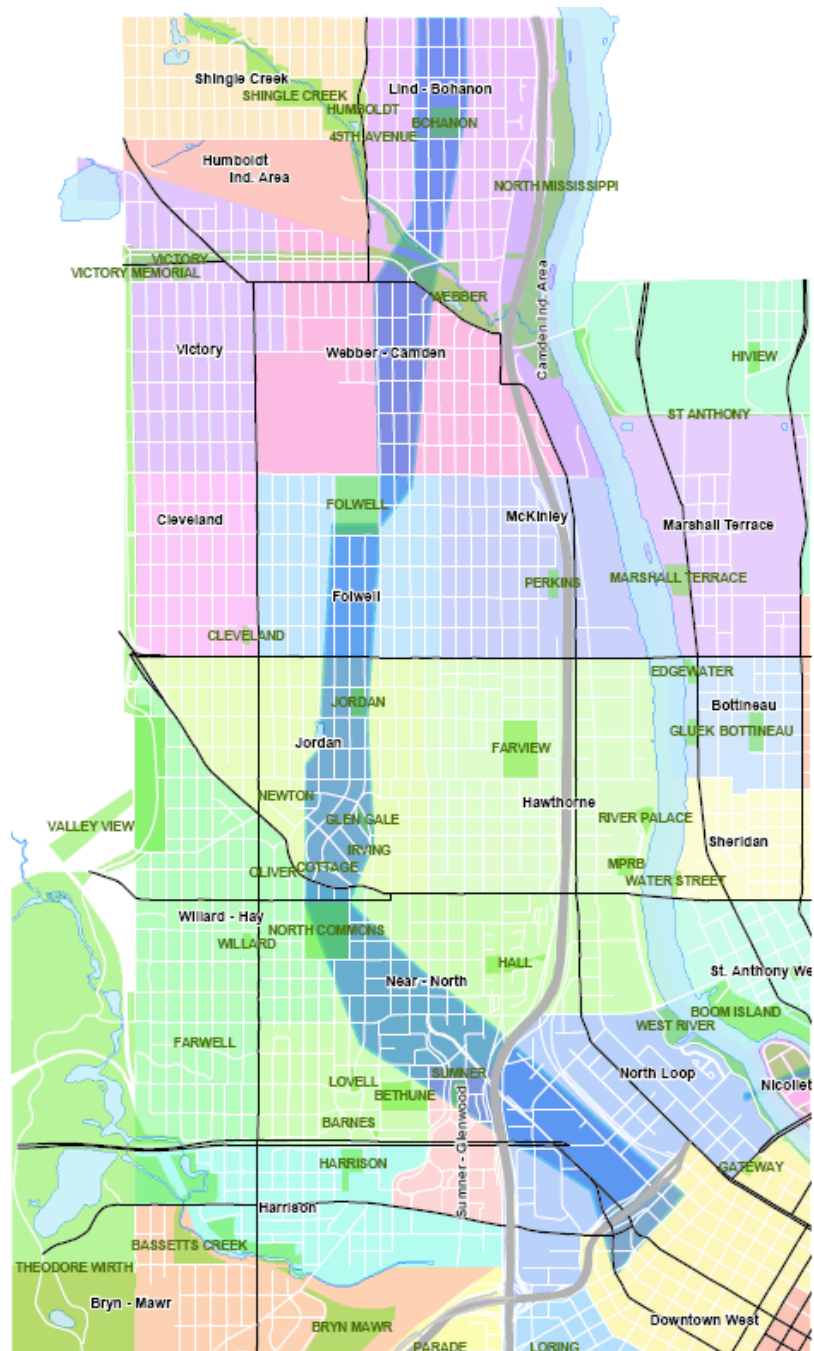 Shingle Creek
SHINGLE CREEK
Lind - Bohanon
HUMBOLDT
BOHANON
49TH AVENUE
Humboldt
Ind. Area
NORTH MISSISSIPPI
VICTORY
VICTORY MEMORIAL
WEBBER
Camden Ind. Area
Victory
Webber - Camden
HIVIEW
ST ANTHONY
FOLWELL
Cleveland
McKinley
Marshall Terrace
PERKINS
MARSHALL TERRACE
Folwell
CLEVELAND
EDGEWATER
JORDAN
Bottineau
GLUEK BOTTINEAU
Jordan
FARVIEW
NEWTON
Hawthorne
GLEN GALE
RIVER PALACE
VALLEY VIEW
Sheridan
IRVING
OLIVER
COTTAGE
MPRB
WATER STREET
Willard - Hay
NORTH COMMONS
WILLARD
HALL
St. Anthony We
Near - North
BOOM ISLAND
WEST RIVER
FARWELL
SUMNER
North Loop
LOVELL
BETHUNE
Nicollet
BARNES
Sumner - Glenwood
HARRISON
GATEWAY
Harrison
BASSETTS CREEK
THEODORE WIRTH
Bryn - Mawr
BRYN MAWR
Downtown West
PARADE
LORING